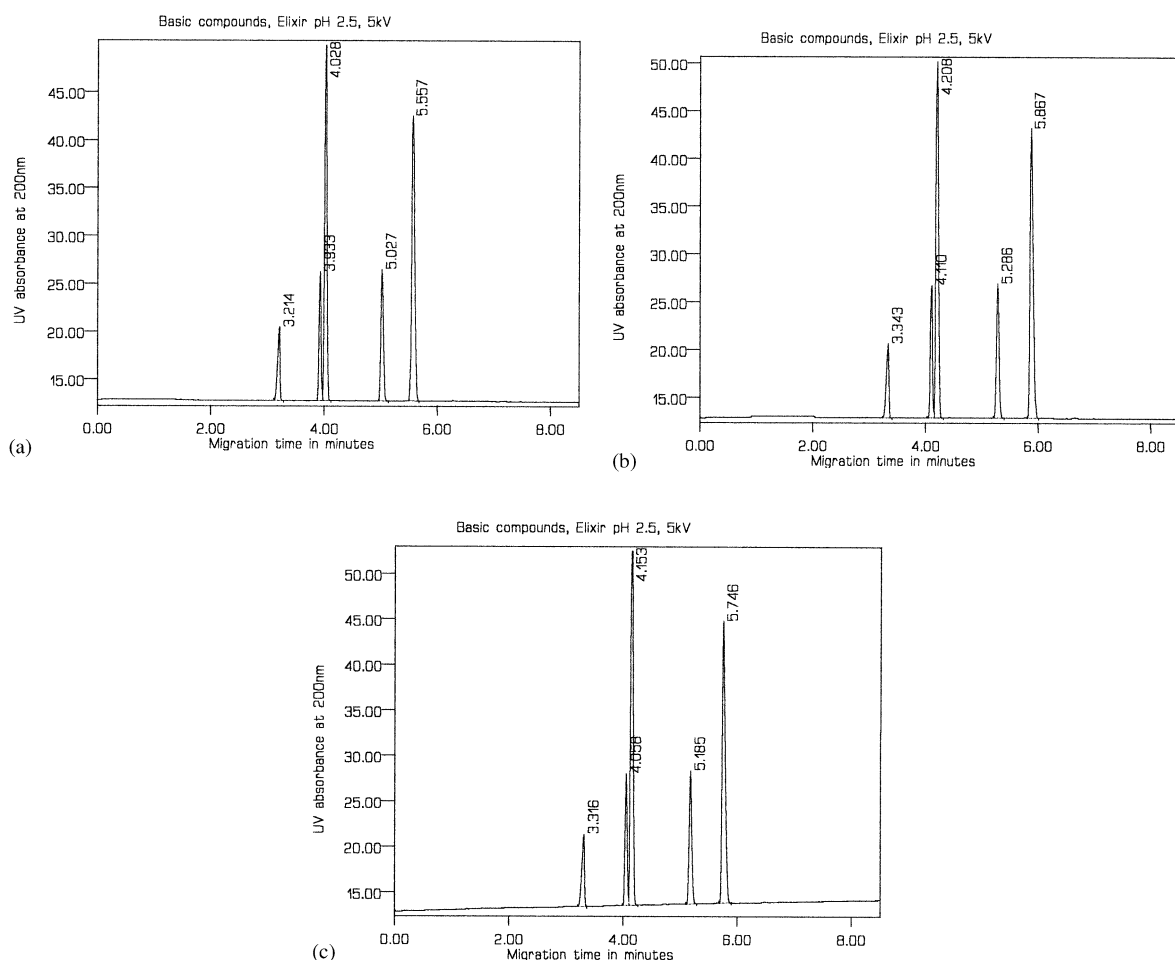 Basic compounds, Elixir pH 2.5, 5kV
UV absorbance at 200nm
45.00
40.00
35.00
30.00
25.00
20.00
15.00
3.214
3.933
4.028
5.027
5.557
0.00 2.00 4.00 6.00 8.00
Migration time in minutes
(a)
Basic compounds, Elixir pH 2.5, 5kV
UV absorbance at 200nm
50.00
45.00
40.00
35.00
30.00
25.00
20.00
15.00
3.343
4.110
4.208
5.286
5.867
0.00 2.00 4.00 6.00 8.00
Migration time in minutes
(b)
Basic compounds, Elixir pH 2.5, 5kV
UV absorbance at 200nm
50.00
45.00
40.00
35.00
30.00
25.00
20.00
15.00
3.316
4.058
4.153
5.185
5.746
0.00 2.00 4.00 6.00 8.00
Migration time in minutes
(c)